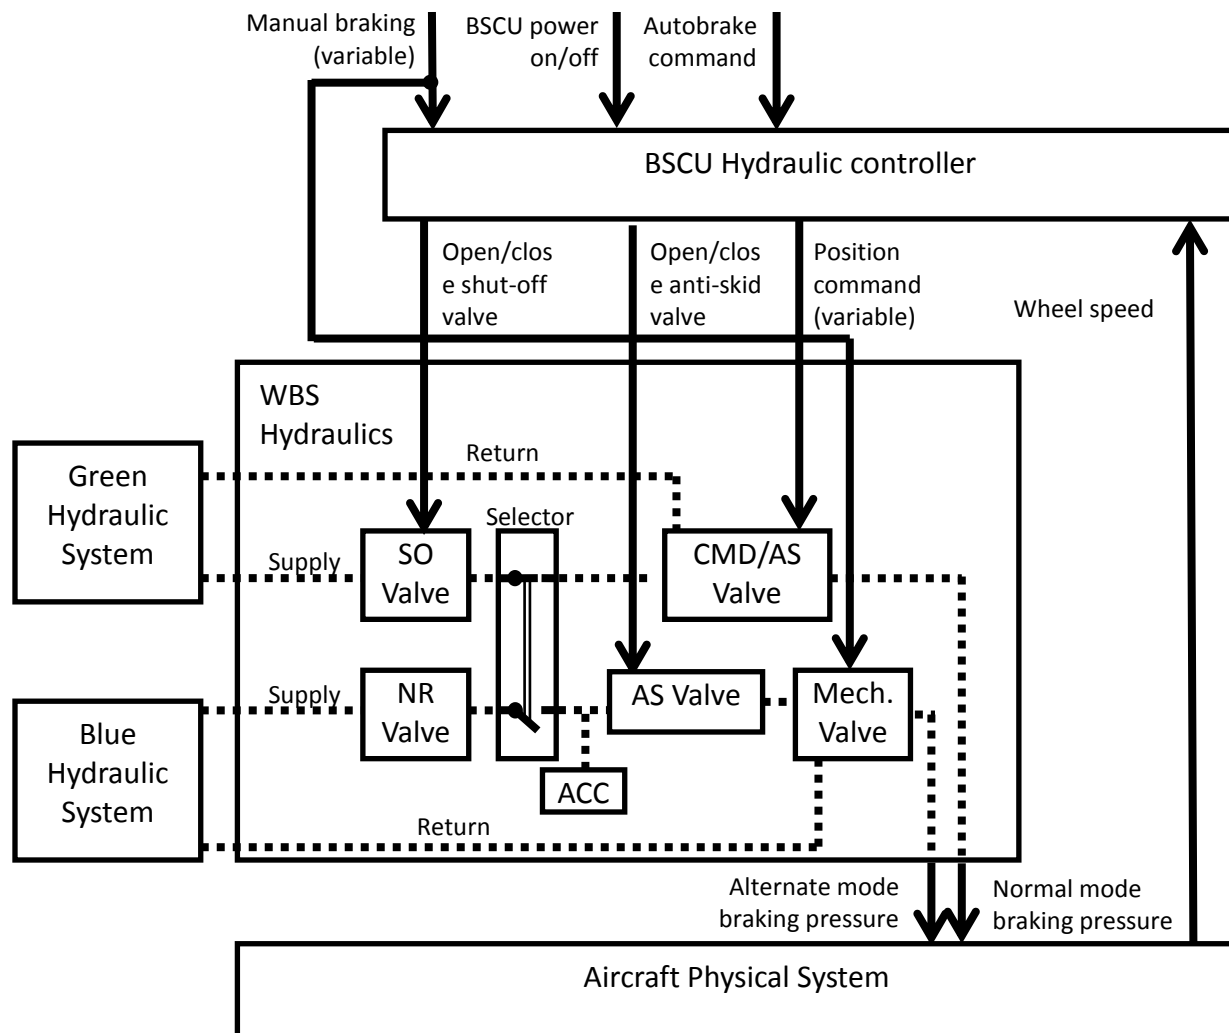 Manual braking
(variable)
BSCU power
on/off
Autobrake
command
BSCU Hydraulic controller
Open/clos
e shut-off
valve
Open/clos
e anti-skid
valve
Position
command
(variable)
Wheel speed
WBS
Hydraulics
Green
Hydraulic
System
Return
Supply
SO
Valve
Selector
CMD/AS
Valve
Blue
Hydraulic
System
Supply
NR
Valve
AS Valve
Mech.
Valve
ACC
Return
Alternate mode
braking pressure
Normal mode
braking pressure
Aircraft Physical System